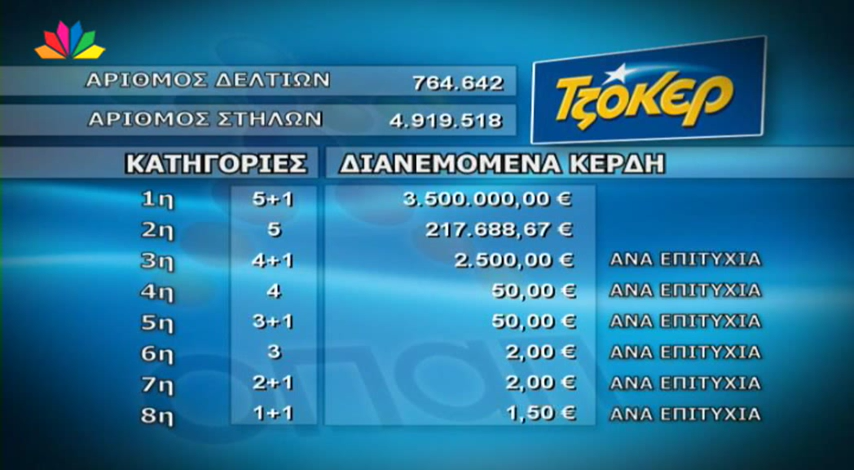 ΑΡΙΘΜΟΣ ΔΕΛΤΙΩΝ 764.642
ΑΡΙΘΜΟΣ ΣΤΗΛΩΝ 4.919.518
ΤζΟΚΕΡ
ΚΑΤΗΓΟΡΙΕΣ ΔΙΑΝΕΜΟΜΕΝΑ ΚΕΡΔΗ
1η 5+1 3.500.000,00 €
2η 5 217.688,67 €
3η 4+1 2.500,00 € ΑΝΑ ΕΠΙΤΥΧΙΑ
4η 4 50,00 € ΑΝΑ ΕΠΙΤΥΧΙΑ
5η 3+1 50,00 € ΑΝΑ ΕΠΙΤΥΧΙΑ
6η 3 2,00 € ΑΝΑ ΕΠΙΤΥΧΙΑ
7η 2+1 2,00 € ΑΝΑ ΕΠΙΤΥΧΙΑ
8η 1+1 1,50 € ΑΝΑ ΕΠΙΤΥΧΙΑ
οπαπ